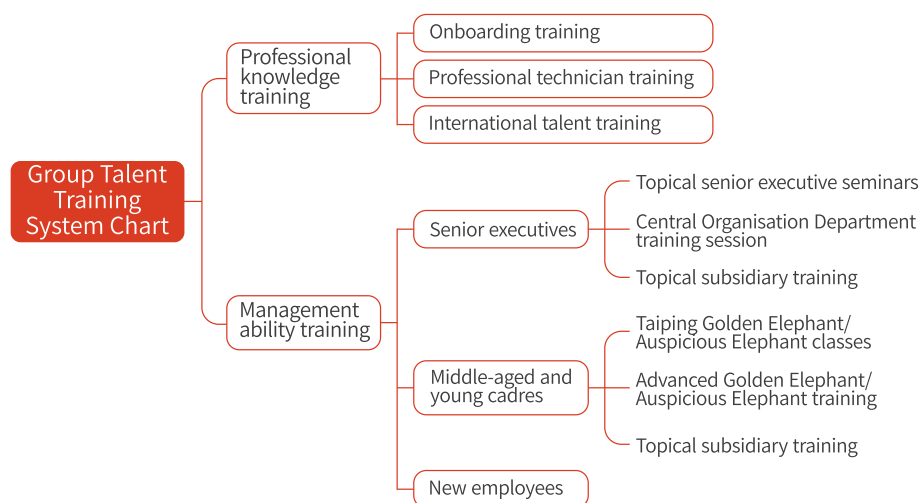 Group Talent
Training
System Chart
Professional
knowledge
training
Onboarding training
Professional technician training
International talent training
Management
ability training
Senior executives
Topical senior executive seminars
Central Organisation Department
training session
Topical subsidiary training
Middle-aged and
young cadres
Taiping Golden Elephant/
Auspicious Elephant classes
Advanced Golden Elephant/
Auspicious Elephant training
Topical subsidiary training
New employees